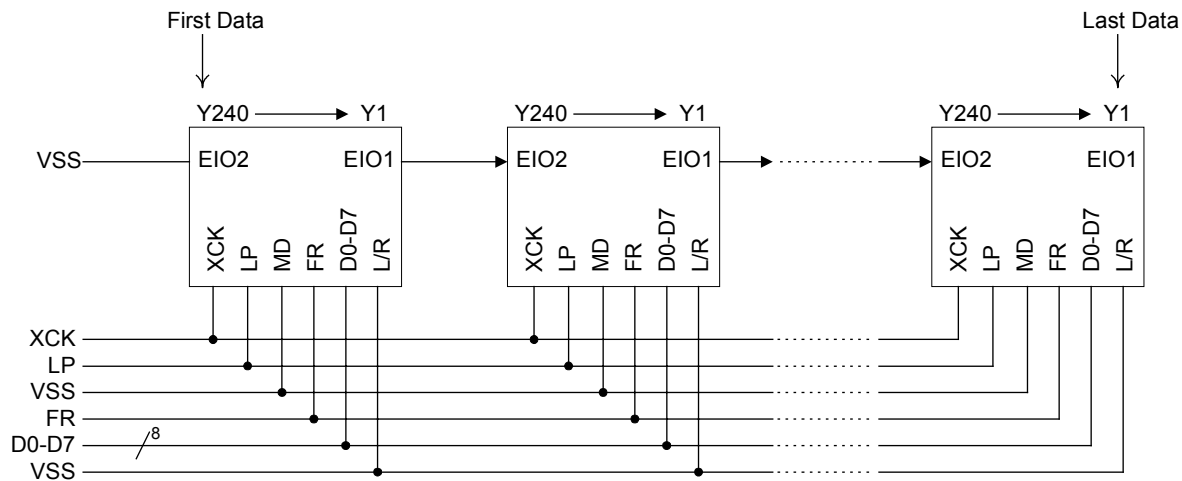 First Data Last Data
Y240 Y1 Y240 Y1 Y240 Y1
VSS EIO2 EIO1 EIO2 EIO1 EIO2 EIO1
XCK LP MD FR D0-D7 L/R XCK LP MD FR D0-D7 L/R XCK LP MD FR D0-D7 L/R
XCK
LP
VSS
FR
D0-D7 8
VSS